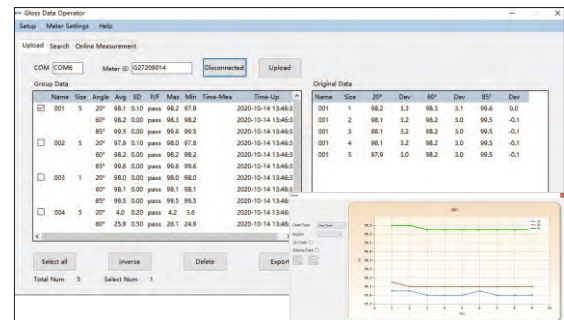 Gloss Data Operator
Setup Meter Settings Help
Upload Search Online Measurement
COM COM6 Meter ID G27209014 Disconnected Upload
Group Data
Name Size Angle Avg SD P/F Max Min Time-Mea Time-Up
001 5 20° 98.1 0.10 pass 98.2 97.9 2020-10-14 13:46:3
60° 98.2 0.00 pass 98.3 98.2 2020-10-14 13:46:3
85° 99.5 0.00 pass 99.6 99.5 2020-10-14 13:46:3
002 5 20° 97.9 0.10 pass 98.0 97.8 2020-10-14 13:46:3
60° 98.2 0.00 pass 98.2 98.2 2020-10-14 13:46:3
85° 99.6 0.00 pass 99.6 99.6 2020-10-14 13:46:3
003 1 20° 98.0 0.00 pass 98.0 98.0 2020-10-14 13:46:3
60° 98.1 0.00 pass 98.1 98.1 2020-10-14 13:46:3
85° 99.5 0.00 pass 99.5 99.5 2020-10-14 13:46:3
004 5 20° 4.0 0.20 pass 4.2 3.6 2020-10-14 13:46
60° 25.9 0.50 pass 26.1 24.9 2020-10-14 13:46
Select all Inverse Delete Export
Total Num 5 Select Num 1
Original Data
Name Size 20° Dev 60° Dev 85° Dev
001 1 98.2 3.3 98.3 3.1 99.6 0.0
001 2 98.1 3.2 98.2 3.0 99.5 -0.1
001 3 98.1 3.2 98.2 3.0 99.5 -0.1
001 4 98.1 3.2 98.2 3.0 99.5 -0.1
001 5 97.9 3.0 98.2 3.0 99.5 -0.1
Chart Type
Angles
001
0 1 2 3 4 5 6 7 8 9 10